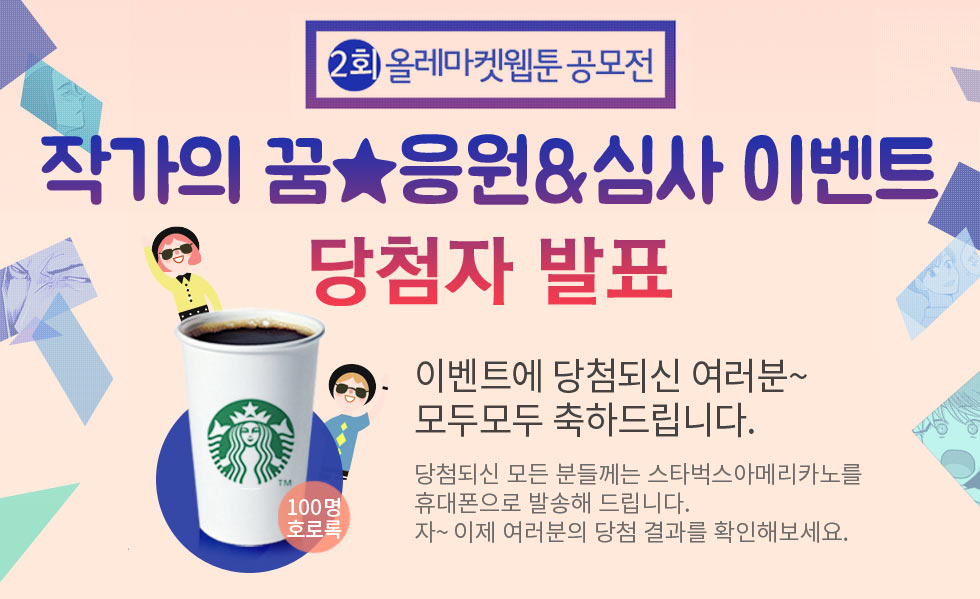 2회 올레마켓웹툰 공모전
작가의 꿈★응원&심사 이벤트
당첨자 발표
이벤트에 당첨되신 여러분~
모두모두 축하드립니다.
당첨되신 모든 분들께는 스타벅스아메리카노를
휴대폰으로 발송해 드립니다.
자~ 이제 여러분의 당첨 결과를 확인해보세요.
TM
100명
호로록